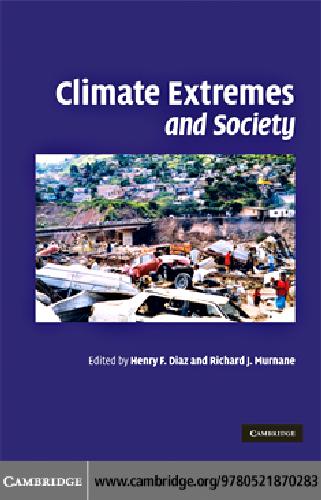 Climate Extremes
and Society
Edited by Henry F. Diaz and Richard J. Murnane
CAMBRIDGE
CAMBRIDGE www.cambridge.org/9780521870283